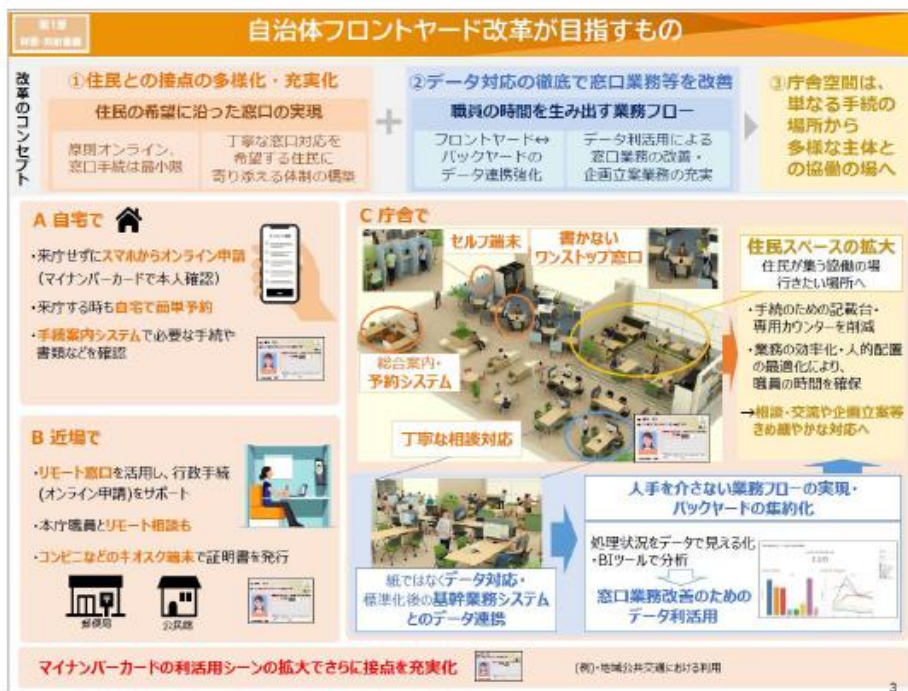 自治体フロントヤード改革が目指すもの
改革のコンセプト
①住民との接点の多様化・充実化
住民の希望に沿った窓口の実現
原則オンライン、
窓口手続は最小限
丁寧な窓口対応を
希望する住民に
寄り添える体制の構築
+
②データ対応の徹底で窓口業務等を改善
職員の時間を生み出す業務フロー
フロントヤード⇔
バックヤードの
データ連携強化
データ利活用による
窓口業務の改善・
企画立案業務の充実
③庁舎空間は、
単なる手続の
場所から
多様な主体と
の協働の場へ
A 自宅で
・来庁せずにスマホからオンライン申請
(マイナンバーカードで本人確認)
・来庁する時も自宅で簡単予約
・手続案内システムで必要な手続や
書類などを確認
B 近場で
・リモート窓口を活用し、行政手続
(オンライン申請)をサポート
・本庁職員とリモート相談も
・コンビニなどのキオスク端末で証明書を発行
郵便局
公民館
C 庁舎で
セルフ端末
書かない
ワンストップ窓口
総合案内・
予約システム
丁寧な相談対応
住民スペースの拡大
住民が集う協働の場
行きたい場所へ
・手続のための記載台・
専用カウンターを削減
・業務の効率化・人的配置
の最適化により、
職員の時間を確保
→相談・交流や企画立案等
きめ細やかな対応へ
紙ではなくデータ対応・
標準化後の基幹業務システム
とのデータ連携
人手を介さない業務フローの実現・
バックヤードの集約化
処理状況をデータで見える化
・BIツールで分析
窓口業務改善のための
データ利活用
マイナンバーカードの利活用シーンの拡大でさらに接点を充実化
(例)・地域公共交通における利用
3